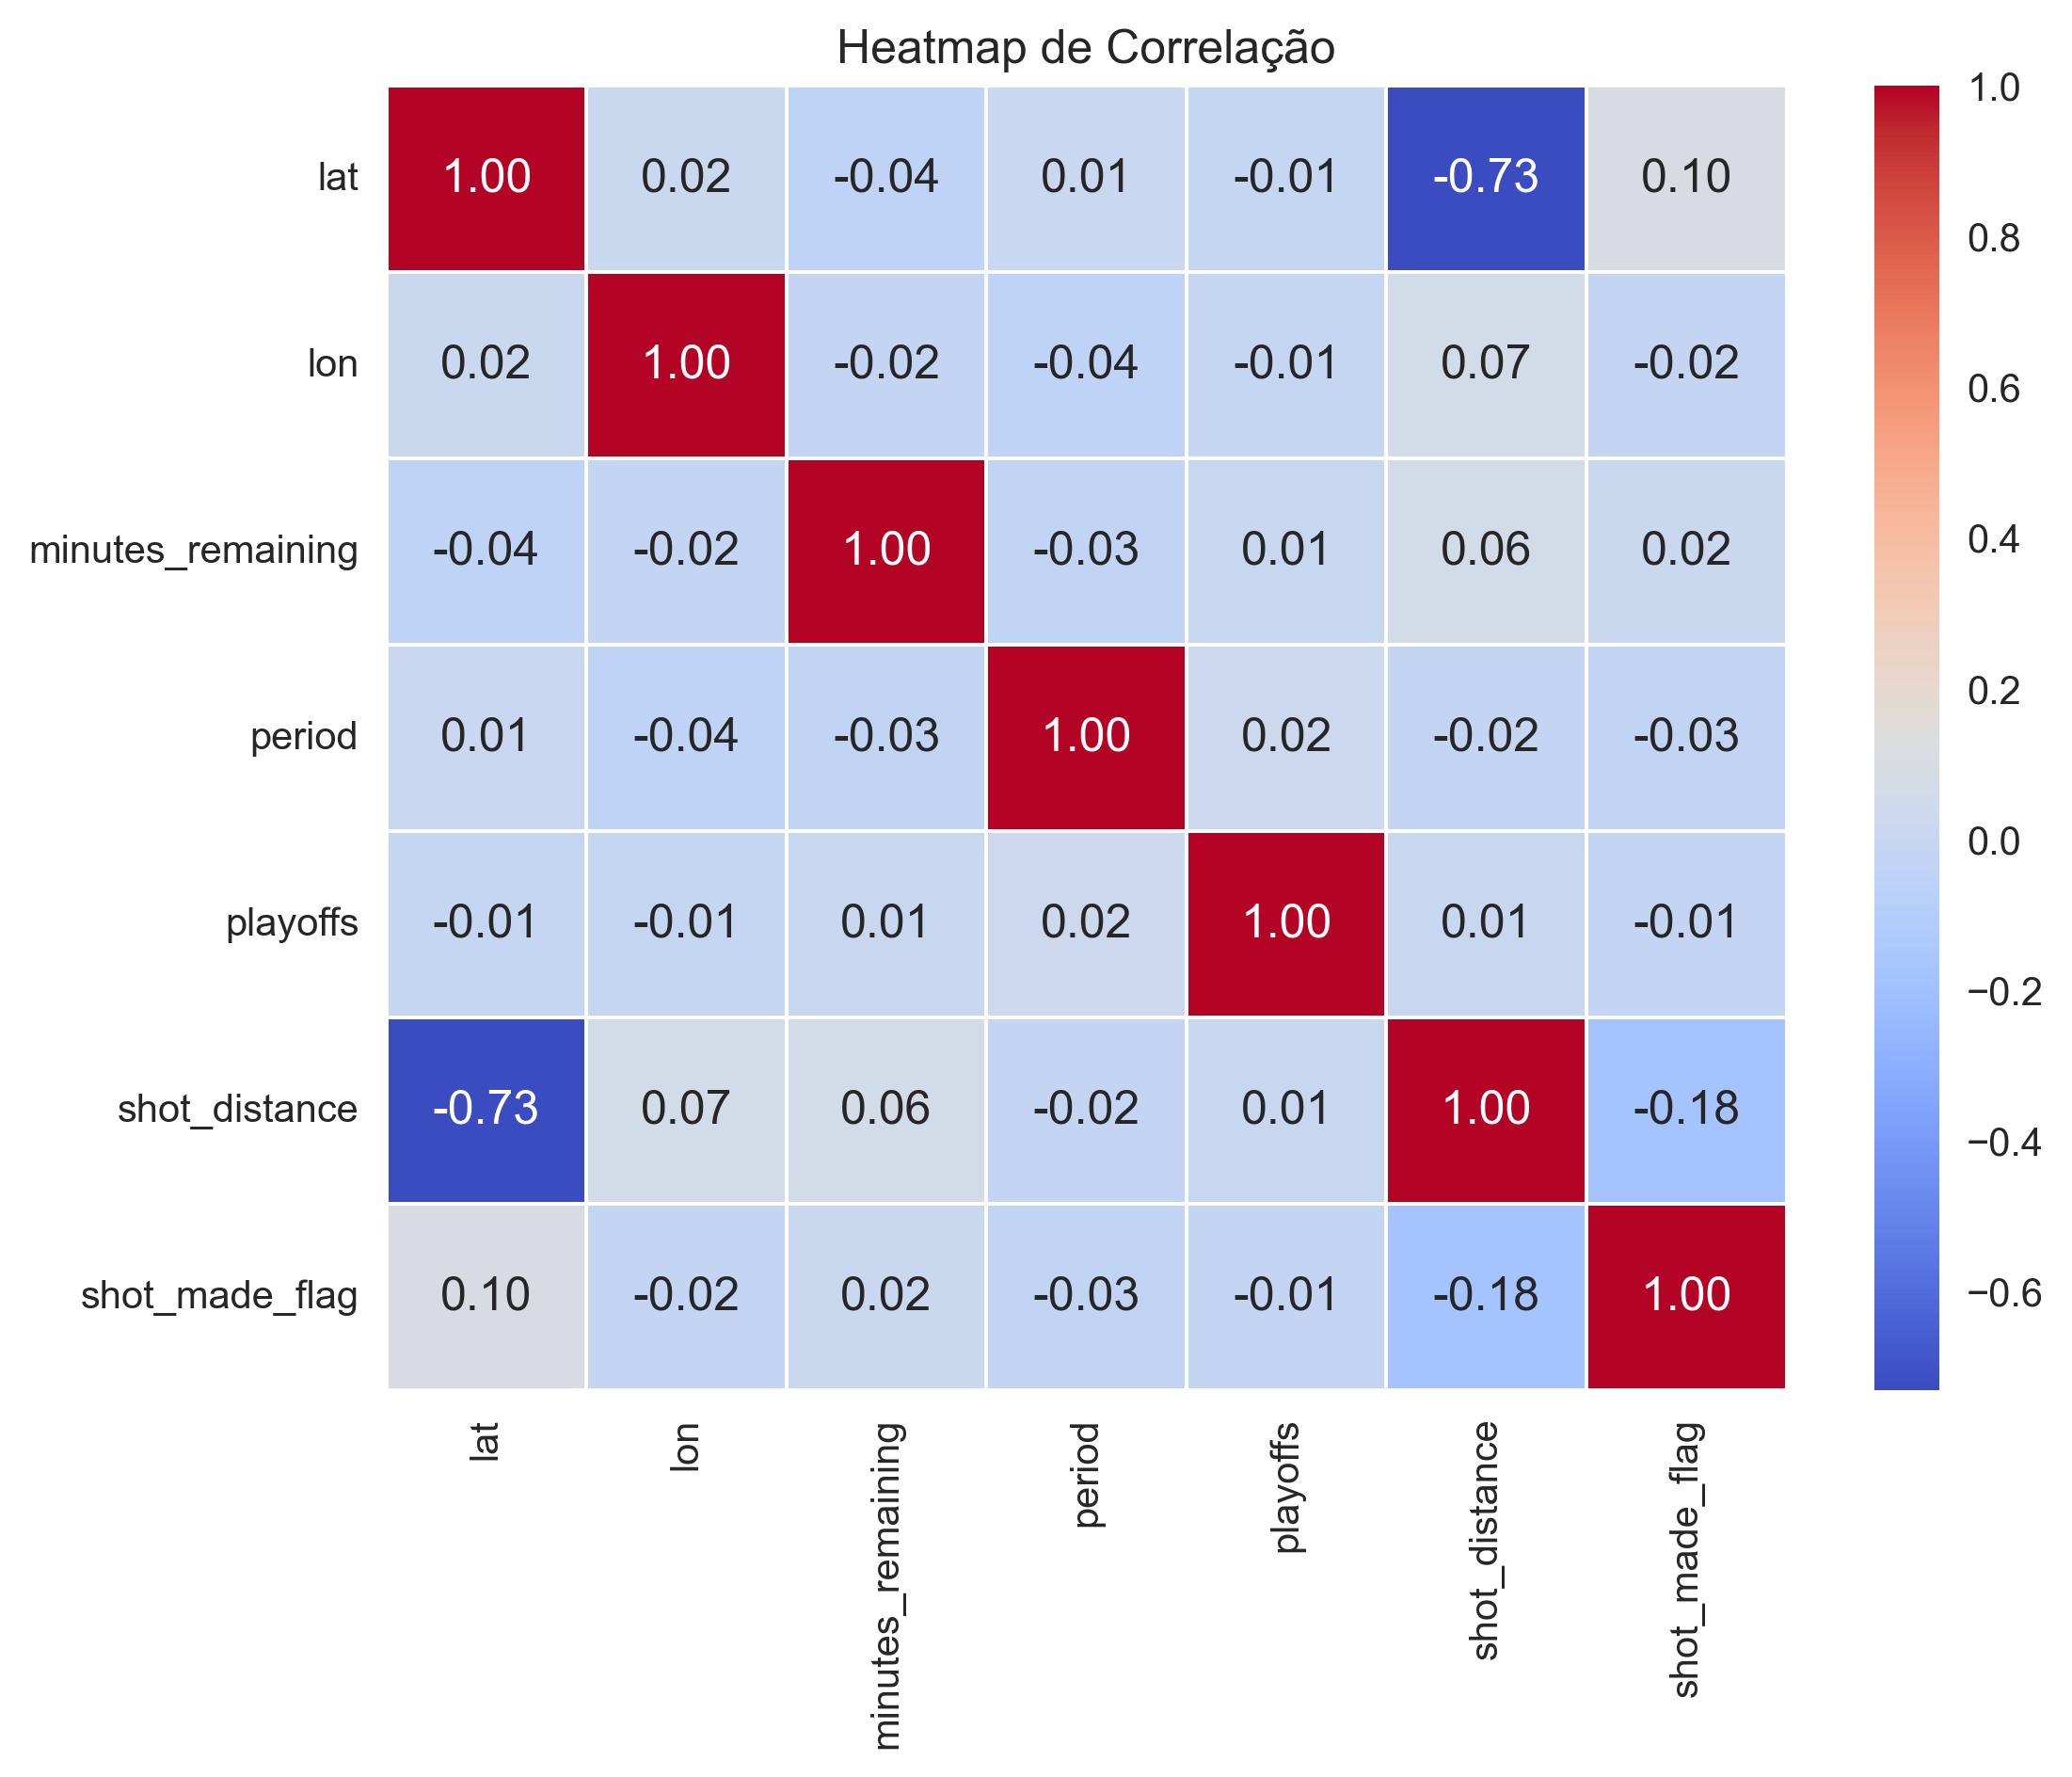 Heatmap de Correlação
lat 1.00 0.02 -0.04 0.01 -0.01 -0.73 0.10
lon 0.02 1.00 -0.02 -0.04 -0.01 0.07 -0.02
minutes_remaining -0.04 -0.02 1.00 -0.03 0.01 0.06 0.02
period 0.01 -0.04 -0.03 1.00 0.02 -0.02 -0.03
playoffs -0.01 -0.01 0.01 0.02 1.00 0.01 -0.01
shot_distance -0.73 0.07 0.06 -0.02 0.01 1.00 -0.18
shot_made_flag 0.10 -0.02 0.02 -0.03 -0.01 -0.18 1.00
lat
lon
minutes_remaining
period
playoffs
shot_distance
shot_made_flag
1.0
0.8
0.6
0.4
0.2
0.0
−0.2
−0.4
−0.6